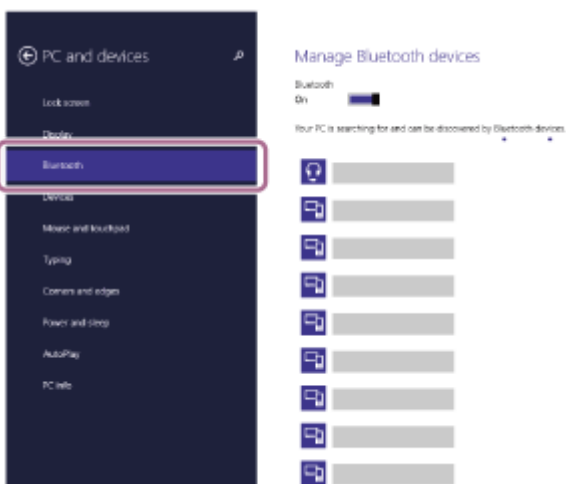 PC and devices
Lock screen
Display
Bluetooth
Devices
Mouse and touchpad
Typing
Corners and edges
Power and sleep
AutoPlay
PC info
Manage Bluetooth devices
Bluetooth
On
Your PC is searching for and can be discovered by Bluetooth devices.